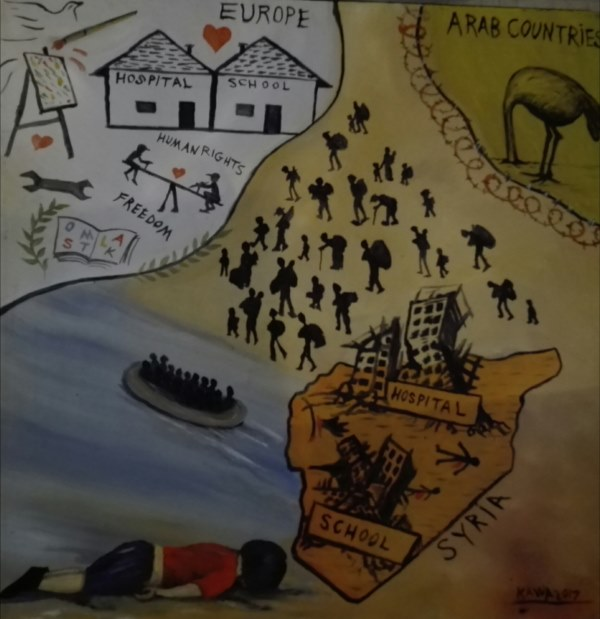 EUROPE
ARAB COUNTRIES
HOSPITAL
SCHOOL
HUMAN RIGHTS
FREEDOM
HOSPITAL
SCHOOL
SYRIA